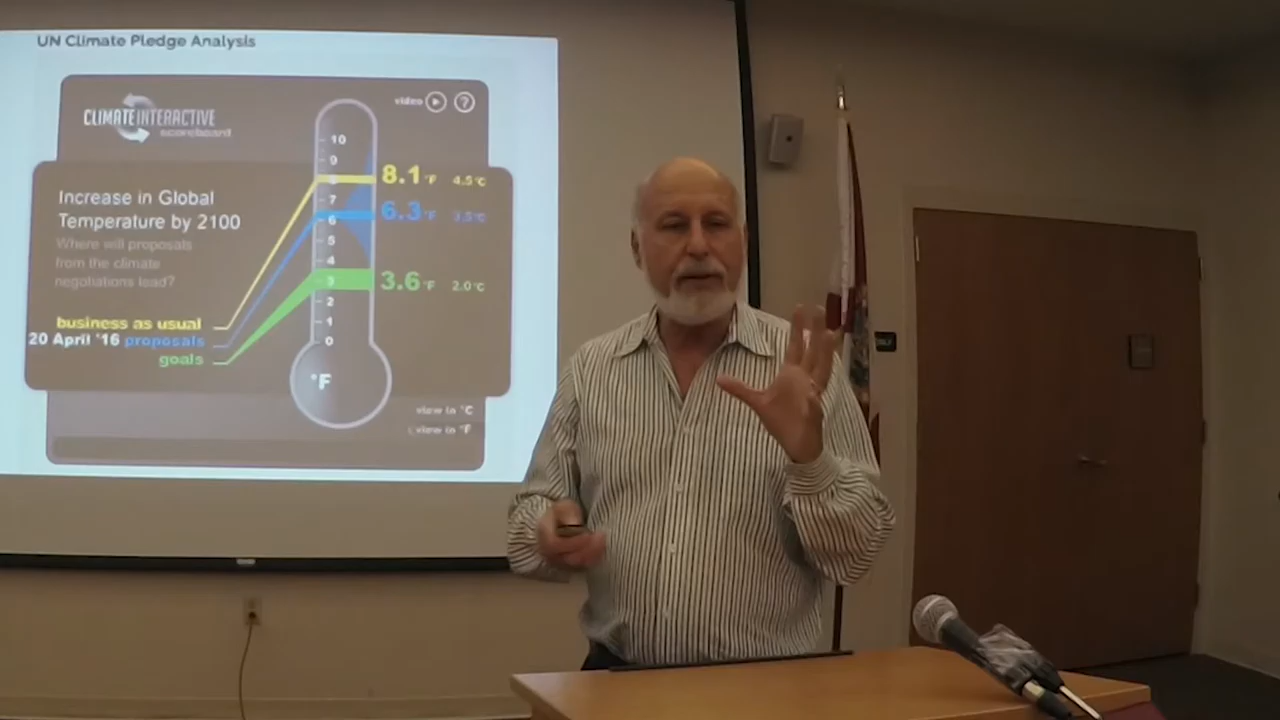 UN Climate Pledge Analysis
CLIMATE INTERACTIVE
scoreboard
video
?
Increase in Global
Temperature by 2100
Where will proposals
from the climate
negotiations lead?
business as usual
20 April '16 proposals
goals
10
9
7
6
5
4
3
2
1
0
°F
8.1 °F 4.5°C
6.3 °F 3.5°C
3.6 °F 2.0°C
view in °C
view in °F